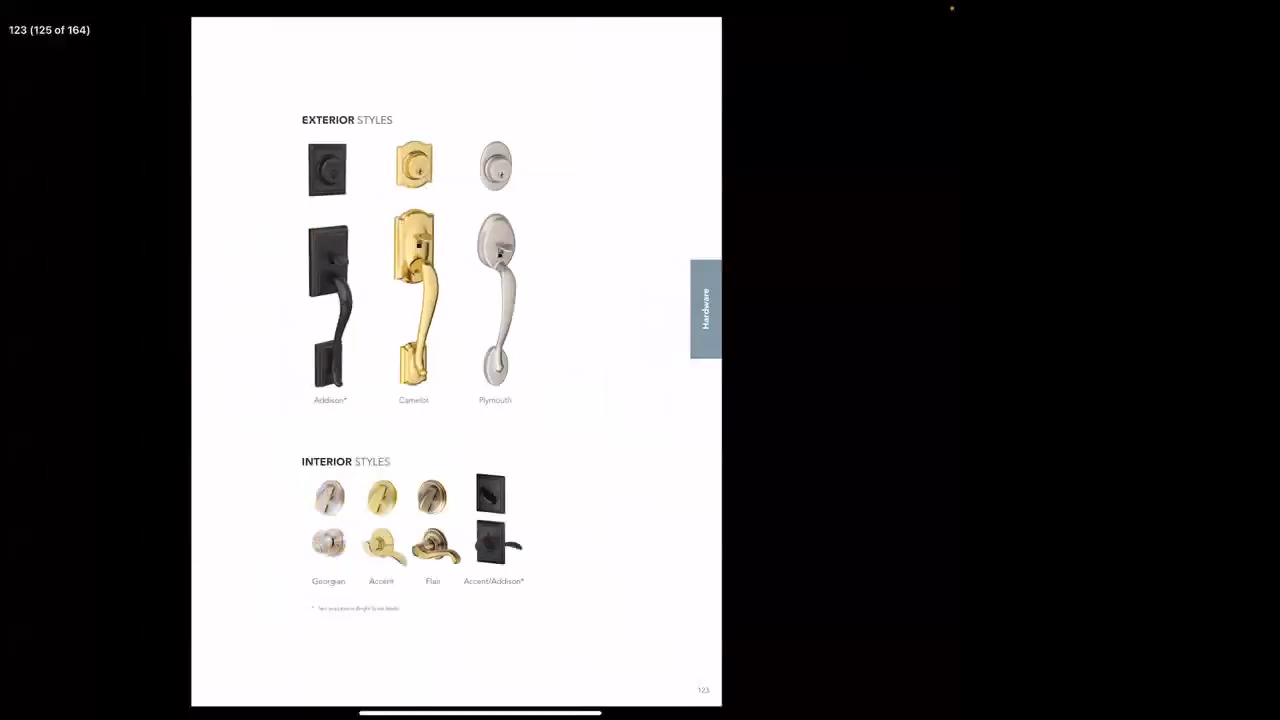 123 (125 of 164)
EXTERIOR STYLES
Addison*
Camelot
Plymouth
Hardware
INTERIOR STYLES
Georgian
Accent
Flair
Accent/Addison*
123